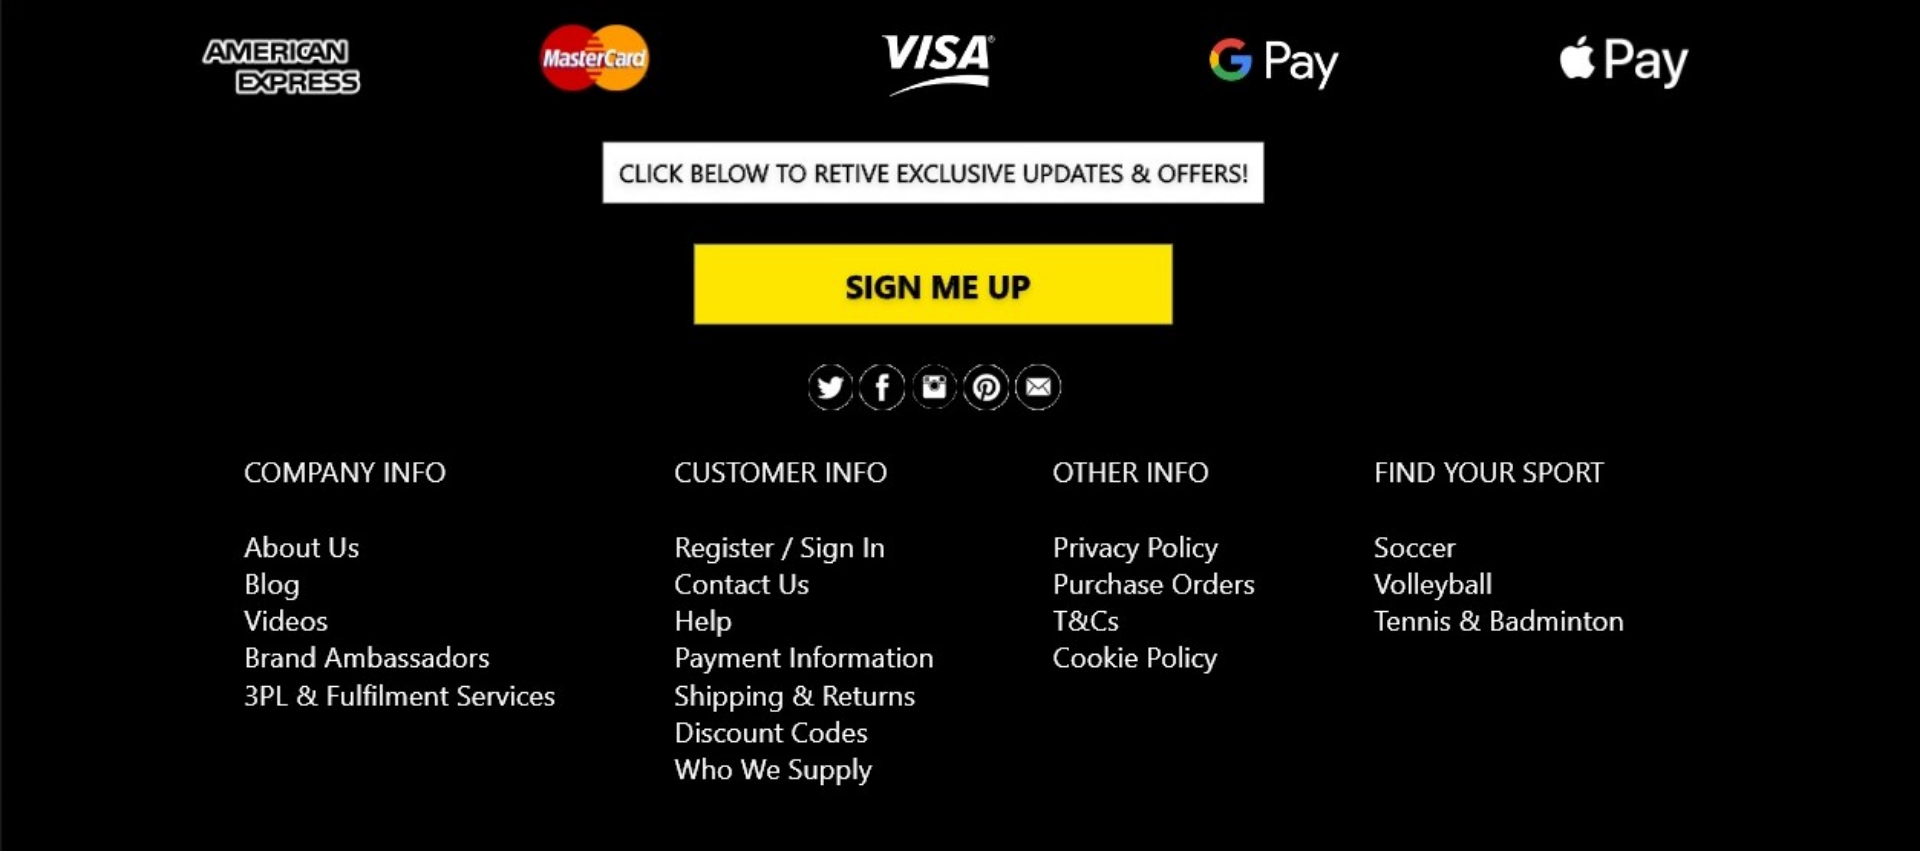 AMERICAN
EXPRESS
MasterCard
VISA
G Pay
Pay
CLICK BELOW TO RETIVE EXCLUSIVE UPDATES & OFFERS!
SIGN ME UP
COMPANY INFO
About Us
Blog
Videos
Brand Ambassadors
3PL & Fulfilment Services
CUSTOMER INFO
Register / Sign In
Contact Us
Help
Payment Information
Shipping & Returns
Discount Codes
Who We Supply
OTHER INFO
Privacy Policy
Purchase Orders
T&Cs
Cookie Policy
FIND YOUR SPORT
Soccer
Volleyball
Tennis & Badminton